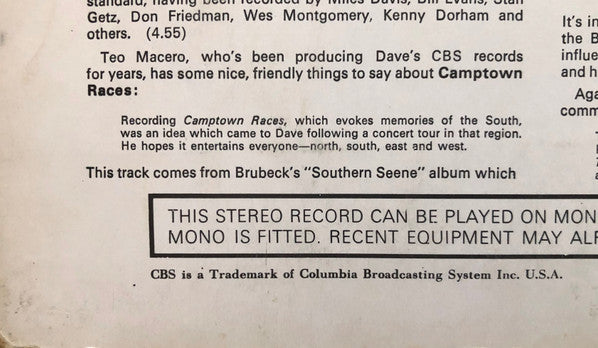 standard, having been recorded by Miles Davis, Bill Evans, Stan
Getz, Don Friedman, Wes Montgomery, Kenny Dorham and
others. (4.55)
Teo Macero, who's been producing Dave's CBS records
for years, has some nice, friendly things to say about Camptown
Races:
Recording Camptown Races, which evokes memories of the South,
was an idea which came to Dave following a concert tour in that region.
He hopes it entertains everyone—north, south, east and west.
This track comes from Brubeck's "Southern Seene" album which
It's in
the B
influe
and h
Aga
comm
THIS STEREO RECORD CAN BE PLAYED ON MON
MONO IS FITTED. RECENT EQUIPMENT MAY ALR
CBS is a Trademark of Columbia Broadcasting System Inc. U.S.A.